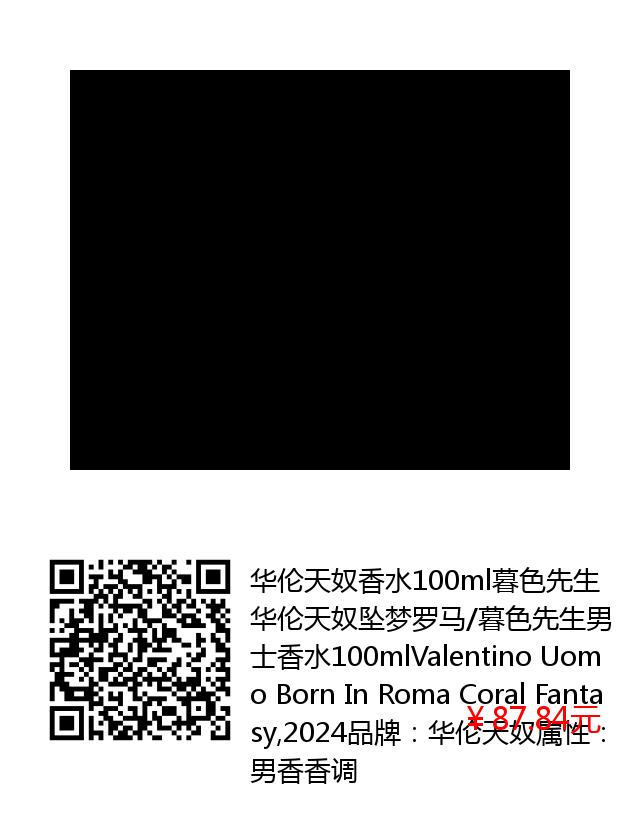 华伦天奴香水100ml暮色先生
华伦天奴坠梦罗马/暮色先生男
士香水100mlValentino Uom
o Born In Roma Coral Fanta
￥87.84元
sy,2024品牌：华伦天奴属性：
男香香调